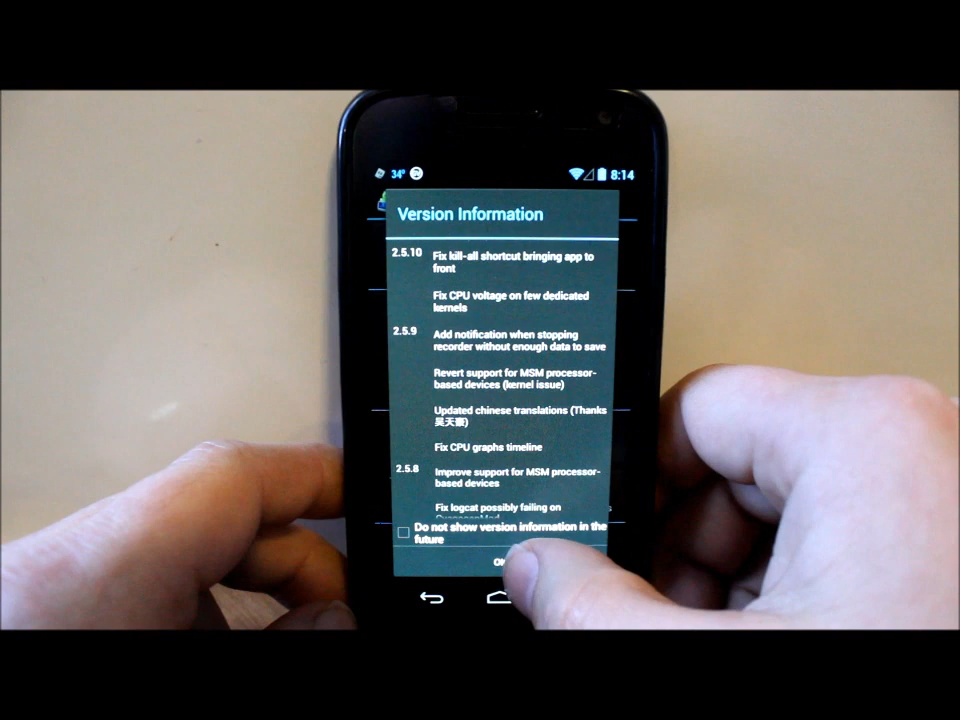 34°
8:14
Version Information
2.5.10 Fix kill-all shortcut bringing app to
front
Fix CPU voltage on few dedicated
kernels
2.5.9 Add notification when stopping
recorder without enough data to save
Revert support for MSM processor-
based devices (kernel issue)
Updated chinese translations (Thanks
吴天豪)
Fix CPU graphs timeline
2.5.8 Improve support for MSM processor-
based devices
Fix logcat possibly failing on
Do not show version information in the
future